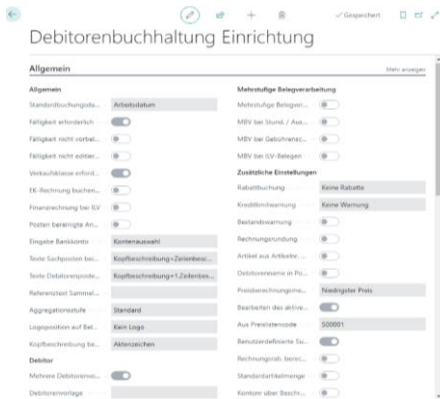 Gespeichert
Debitorenbuchhaltung Einrichtung
Allgemein
Mehr anzeigen
Allgemein
Standardbuchungsda... Arbeitsdatum
Fälligkeit erforderlich
Fälligkeit nicht vorbel...
Fälligkeit nicht editier...
Verkaufsklasse erford...
EK-Rechnung buchen...
Finanzrechnung bei ILV
Posten bereinigte An...
Eingabe Bankkonto Kontenauswahl
Texte Sachposten bei... Kopfbeschreibung+Zeilenbesc...
Texte Debitorenposte... Kopfbeschreibung+1.Zeilenbes...
Referenztext Sammel...
Aggregationsstufe Standard
Logoposition auf Bel... Kein Logo
Kopfbeschreibung be... Aktenzeichen
Debitor
Mehrere Debitorenvo...
Debitorenvorlage
Mehrstufige Belegverarbeitung
Mehrstufige Belegver...
MBV bei Stund. / Aus...
MBV bei Gebührensc...
MBV bei ILV-Belegen
Zusätzliche Einstellungen
Rabattbuchung Keine Rabatte
Kreditlimitwarnung Keine Warnung
Bestandswarnung
Rechnungsrundung
Artikel aus Artikelnr. ...
Debitorenname in Po...
Preisberechnungsme... Niedrigster Preis
Bearbeiten des aktive...
Aus Preislistencode S00001
Benutzerdefinierte Su...
Rechnungsrab. berec...
Standardartikelmenge
Kontorn über Beschr...